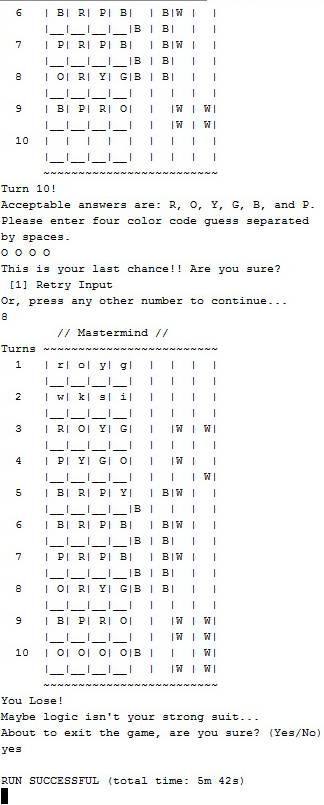 6 | B| R| P| B| | B|W | |
|__|__|__|__|B | B| | |
7 | P| R| P| B| | B|W | |
|__|__|__|__|B | B| | |
8 | O| R| Y| G|B | B| | |
|__|__|__|__| | | | |
9 | B| P| R| O| | |W | W|
|__|__|__|__| | |W | W|
10 | | | | | | | | |
|__|__|__|__| | | | |
~~~~~~~~~~~~~~~~~~~~~~~~~
Turn 10!
Acceptable answers are: R, O, Y, G, B, and P.
Please enter four color code guess separated
by spaces.
O O O O
This is your last chance!! Are you sure?
[1] Retry Input
Or, press any other number to continue...
8
// Mastermind //
Turns ~~~~~~~~~~~~~~~~~~~~~~~~~
1 | r| o| y| g| | | | |
|__|__|__|__| | | | |
2 | w| k| s| i| | | | |
|__|__|__|__| | | | |
3 | R| O| Y| G| | |W | W|
|__|__|__|__| | | | |
4 | P| Y| G| O| | |W | |
|__|__|__|__| | | | W|
5 | B| R| P| Y| | B|W | |
|__|__|__|__|B | | | |
6 | B| R| P| B| | B|W | |
|__|__|__|__|B | B| | |
7 | P| R| P| B| | B|W | |
|__|__|__|__|B | B| | |
8 | O| R| Y| G|B | B| | |
|__|__|__|__| | | | |
9 | B| P| R| O| | |W | W|
|__|__|__|__| | |W | W|
10 | O| O| O| O|B | |W | W|
|__|__|__|__| | |W | W|
~~~~~~~~~~~~~~~~~~~~~~~~~
You Lose!
Maybe logic isn't your strong suit...
About to exit the game, are you sure? (Yes/No)
yes
RUN SUCCESSFUL (total time: 5m 42s)